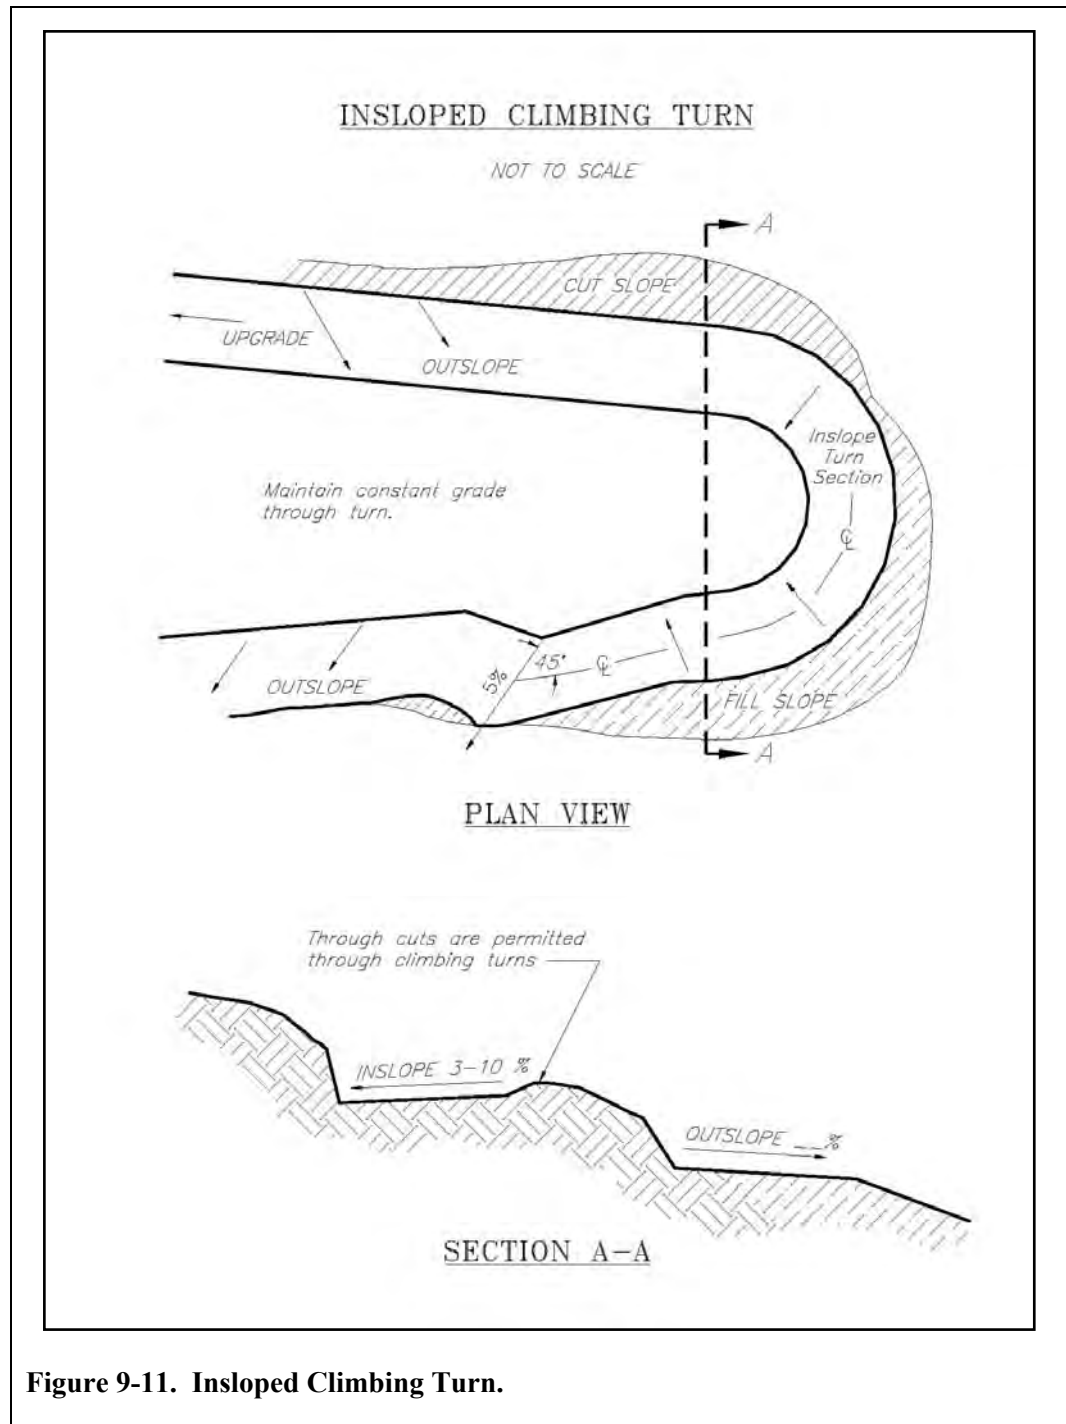 INSLOPED CLIMBING TURN
NOT TO SCALE
A
CUT SLOPE
UPGRADE
OUTSLOPE
Inslope
Turn
Section
Maintain constant grade
through turn.
℄
45°
℄
5%
OUTSLOPE
FILL SLOPE
A
PLAN VIEW
Through cuts are permitted
through climbing turns
INSLOPE 3-10 %
OUTSLOPE __%
SECTION A-A
Figure 9-11. Insloped Climbing Turn.